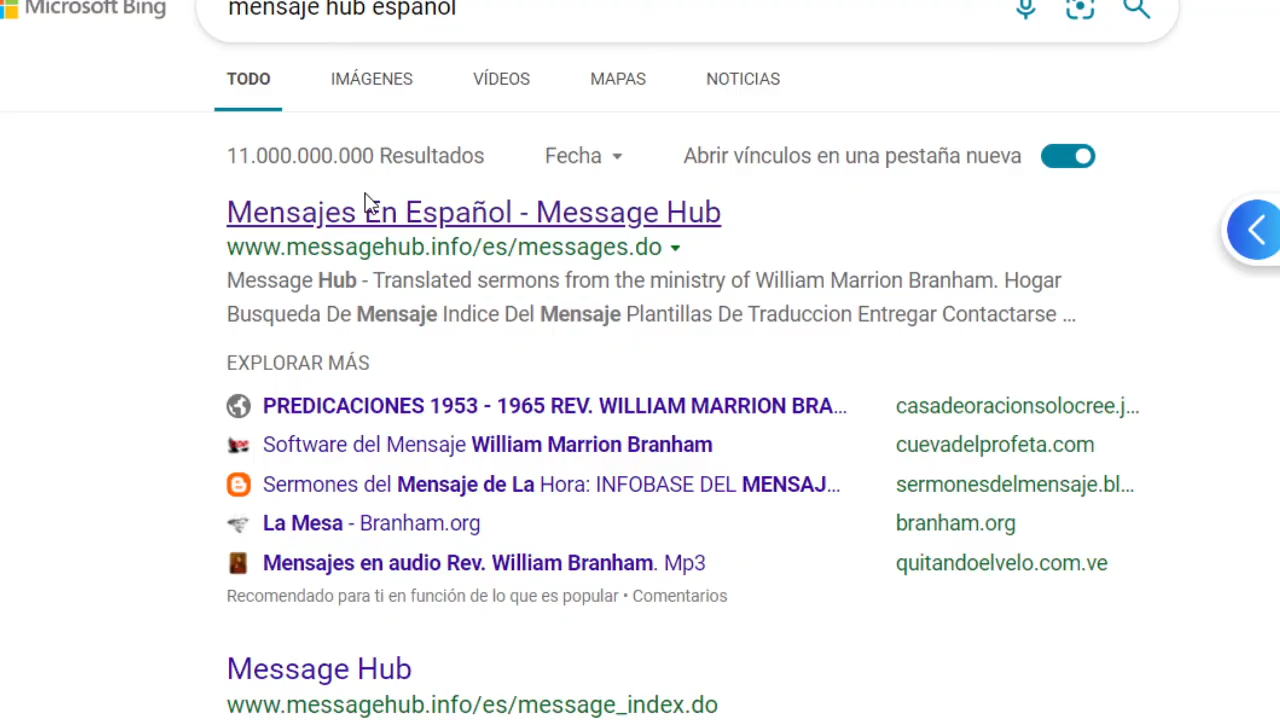 Microsoft Bing
mensaje hub español
TODO IMÁGENES VÍDEOS MAPAS NOTICIAS
11.000.000.000 Resultados Fecha Abrir vínculos en una pestaña nueva
Mensajes En Español - Message Hub
www.messagehub.info/es/messages.do
Message Hub - Translated sermons from the ministry of William Marrion Branham. Hogar
Busqueda De Mensaje Indice Del Mensaje Plantillas De Traduccion Entregar Contactarse ...
EXPLORAR MÁS
PREDICACIONES 1953 - 1965 REV. WILLIAM MARRION BRA... casadeoracionsolocree.j...
Software del Mensaje William Marrion Branham cuevadelprofeta.com
Sermones del Mensaje de La Hora: INFOBASE DEL MENSAJ... sermonesdelmensaje.bl...
La Mesa - Branham.org branham.org
Mensajes en audio Rev. William Branham. Mp3 quitandoelvelo.com.ve
Recomendado para ti en función de lo que es popular • Comentarios
Message Hub
www.messagehub.info/es/message_index.do